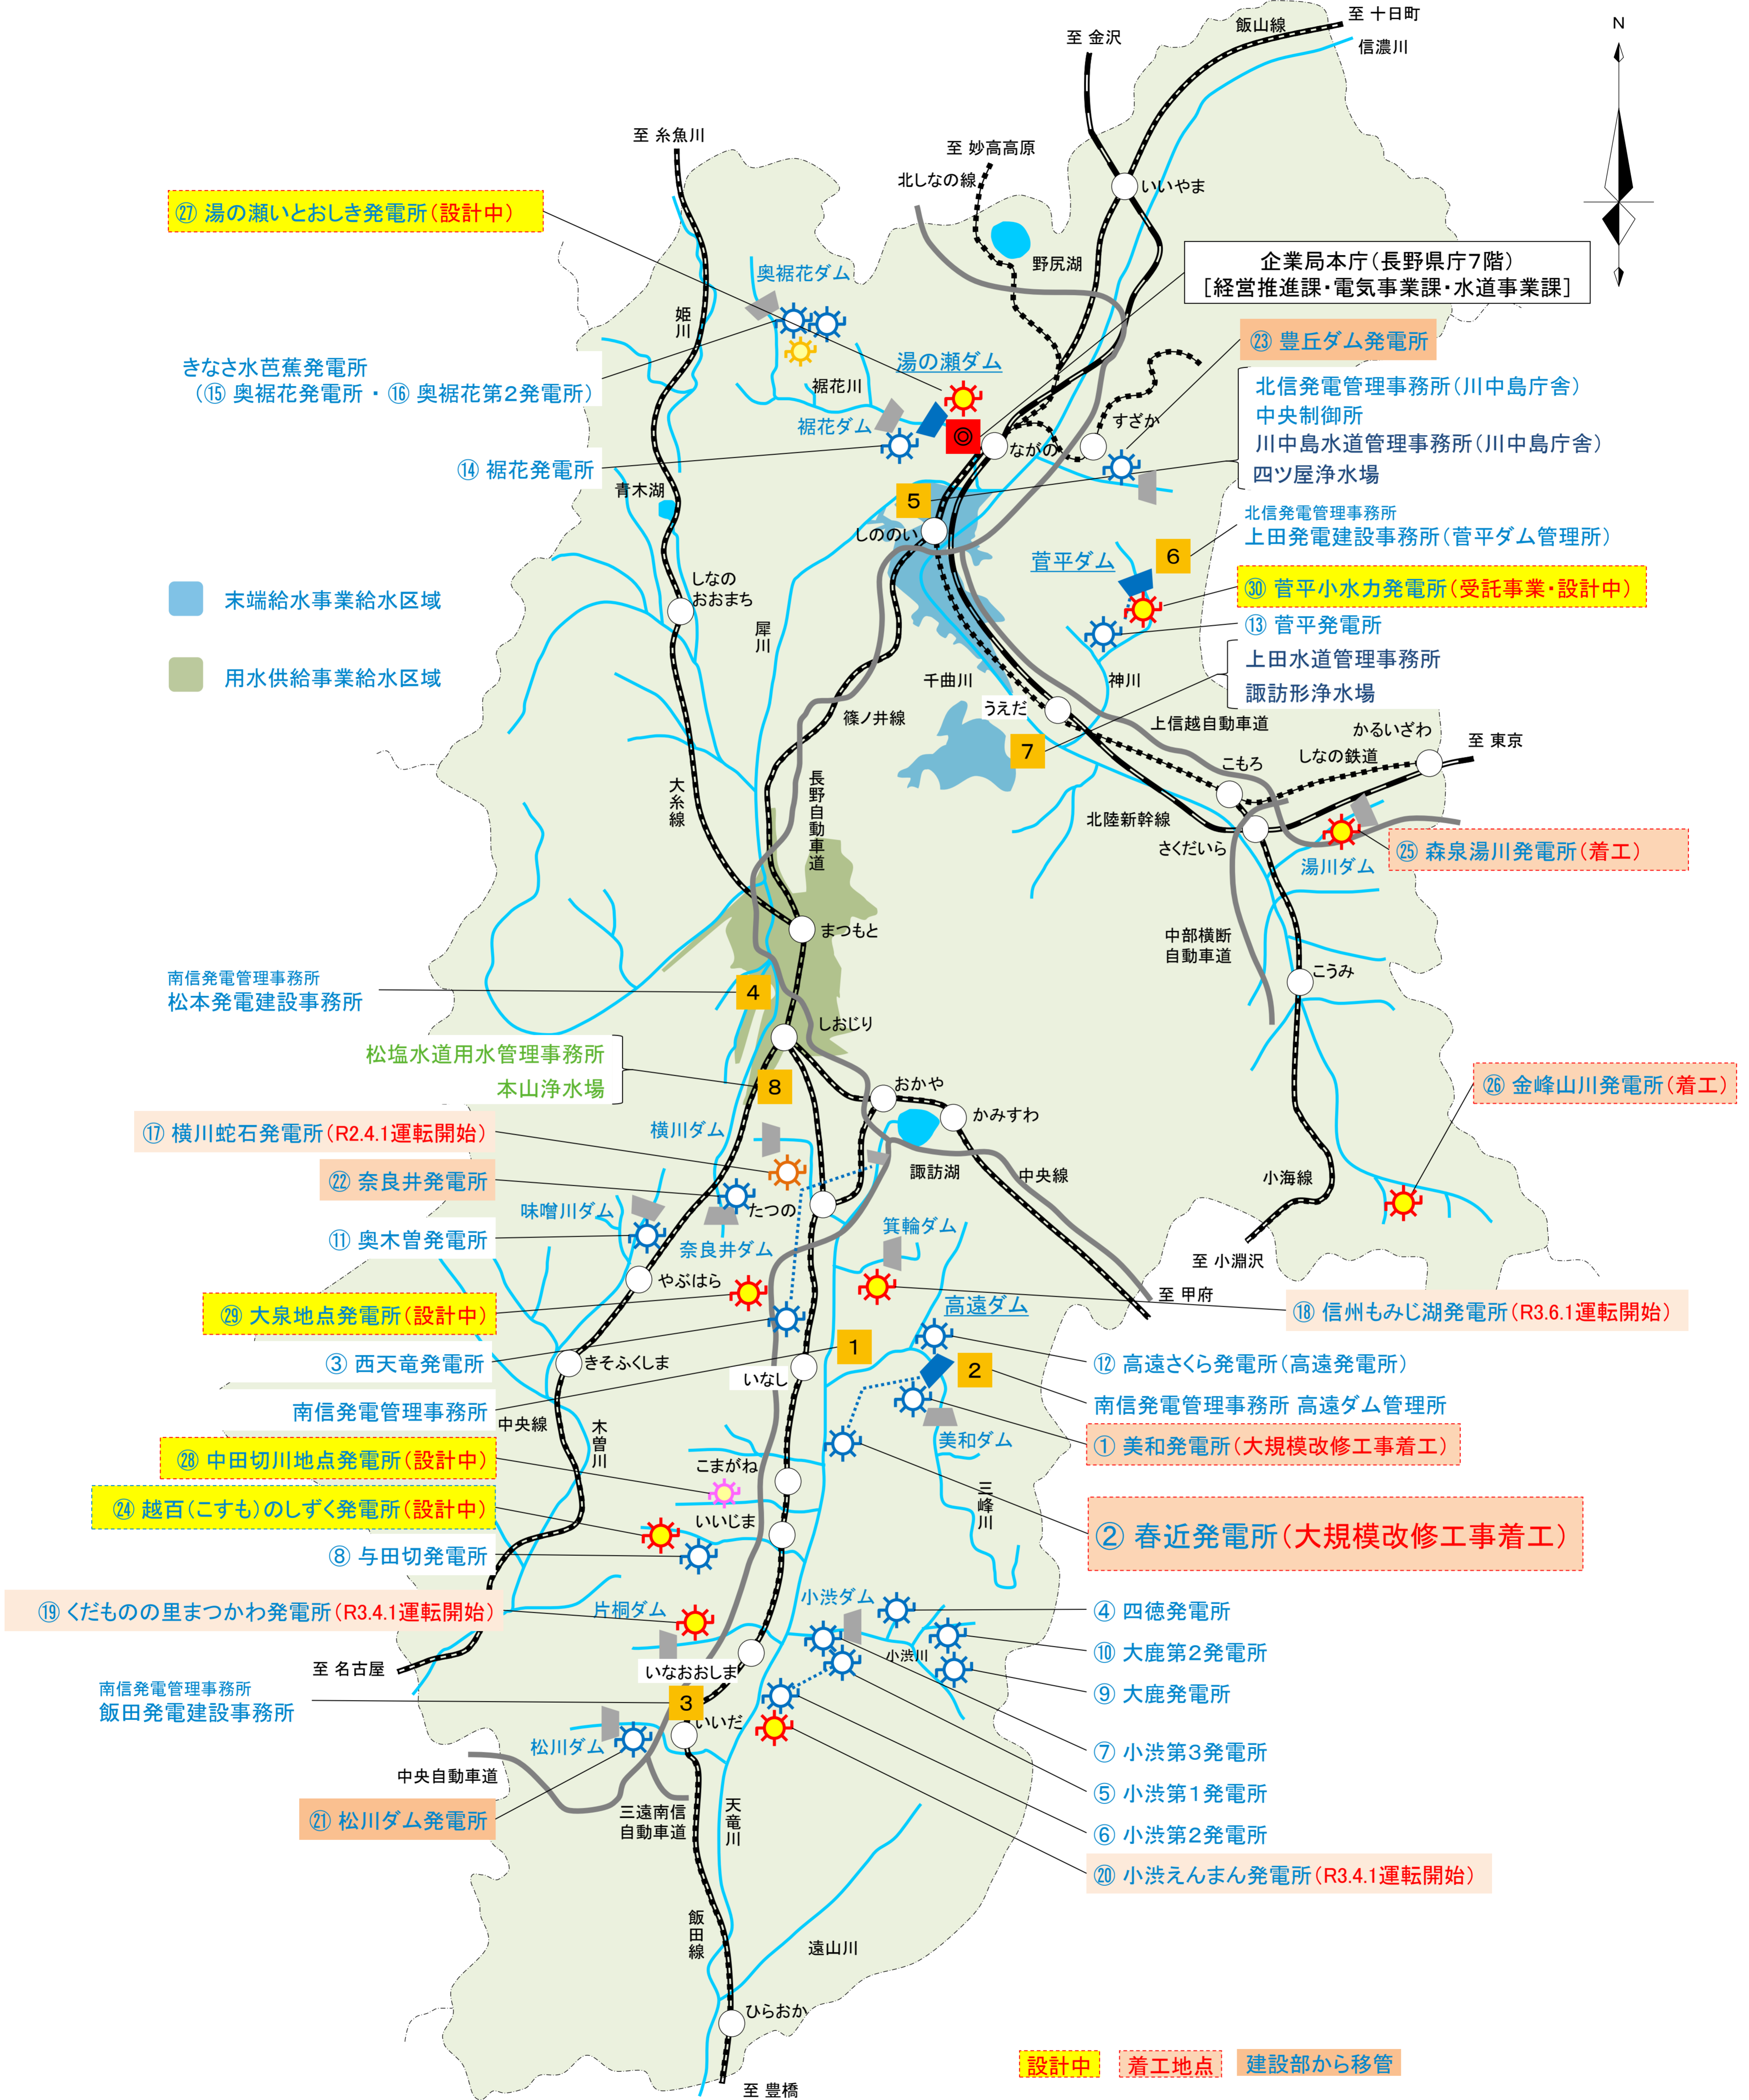 至 十日町
飯山線
至 金沢
信濃川
N
至 糸魚川
至 妙高高原
北しなの線
いいやま
㉗ 湯の瀬いとおしき発電所(設計中)
野尻湖
企業局本庁(長野県庁7階)
[経営推進課・電気事業課・水道事業課]
奥裾花ダム
姫川
㉓ 豊丘ダム発電所
きなさ水芭蕉発電所
(⑮ 奥裾花発電所 ・ ⑯ 奥裾花第2発電所)
湯の瀬ダム
裾花川
北信発電管理事務所(川中島庁舎)
中央制御所
川中島水道管理事務所(川中島庁舎)
四ツ屋浄水場
裾花ダム
◎
ながの
すざか
⑭ 裾花発電所
青木湖
5
しののい
北信発電管理事務所
上田発電建設事務所(菅平ダム管理所)
菅平ダム
6
㉚ 菅平小水力発電所(受託事業・設計中)
しなの
おおまち
末端給水事業給水区域
犀川
⑬ 菅平発電所
上田水道管理事務所
諏訪形浄水場
用水供給事業給水区域
千曲川
神川
うえだ
篠ノ井線
上信越自動車道
かるいざわ
至 東京
7
しなの鉄道
こもろ
大糸線
長野自動車道
北陸新幹線
さくだいら
㉕ 森泉湯川発電所(着工)
湯川ダム
まつもと
中部横断
自動車道
こうみ
南信発電管理事務所
松本発電建設事務所
4
しおじり
松塩水道用水管理事務所
本山浄水場
8
おかや
かみすわ
㉖ 金峰山川発電所(着工)
⑰ 横川蛇石発電所(R2.4.1運転開始)
横川ダム
諏訪湖
中央線
小海線
㉒ 奈良井発電所
味噌川ダム
たつの
箕輪ダム
⑪ 奥木曽発電所
奈良井ダム
至 小淵沢
やぶはら
至 甲府
㉙ 大泉地点発電所(設計中)
高遠ダム
⑱ 信州もみじ湖発電所(R3.6.1運転開始)
③ 西天竜発電所
きそふくしま
1
いなし
2
⑫ 高遠さくら発電所(高遠発電所)
南信発電管理事務所
中央線
木曽川
南信発電管理事務所 高遠ダム管理所
美和ダム
① 美和発電所(大規模改修工事着工)
㉘ 中田切川地点発電所(設計中)
こまがね
三峰川
㉔ 越百(こすも)のしずく発電所(設計中)
いいじま
② 春近発電所(大規模改修工事着工)
⑧ 与田切発電所
⑲ くだものの里まつかわ発電所(R3.4.1運転開始)
片桐ダム
小渋ダム
④ 四徳発電所
小渋川
⑩ 大鹿第2発電所
至 名古屋
いなおおしま
⑨ 大鹿発電所
南信発電管理事務所
飯田発電建設事務所
3
いいだ
松川ダム
⑦ 小渋第3発電所
中央自動車道
⑤ 小渋第1発電所
㉑ 松川ダム発電所
三遠南信
自動車道
天竜川
⑥ 小渋第2発電所
⑳ 小渋えんまん発電所(R3.4.1運転開始)
飯田線
遠山川
ひらおか
設計中
着工地点
建設部から移管
至 豊橋